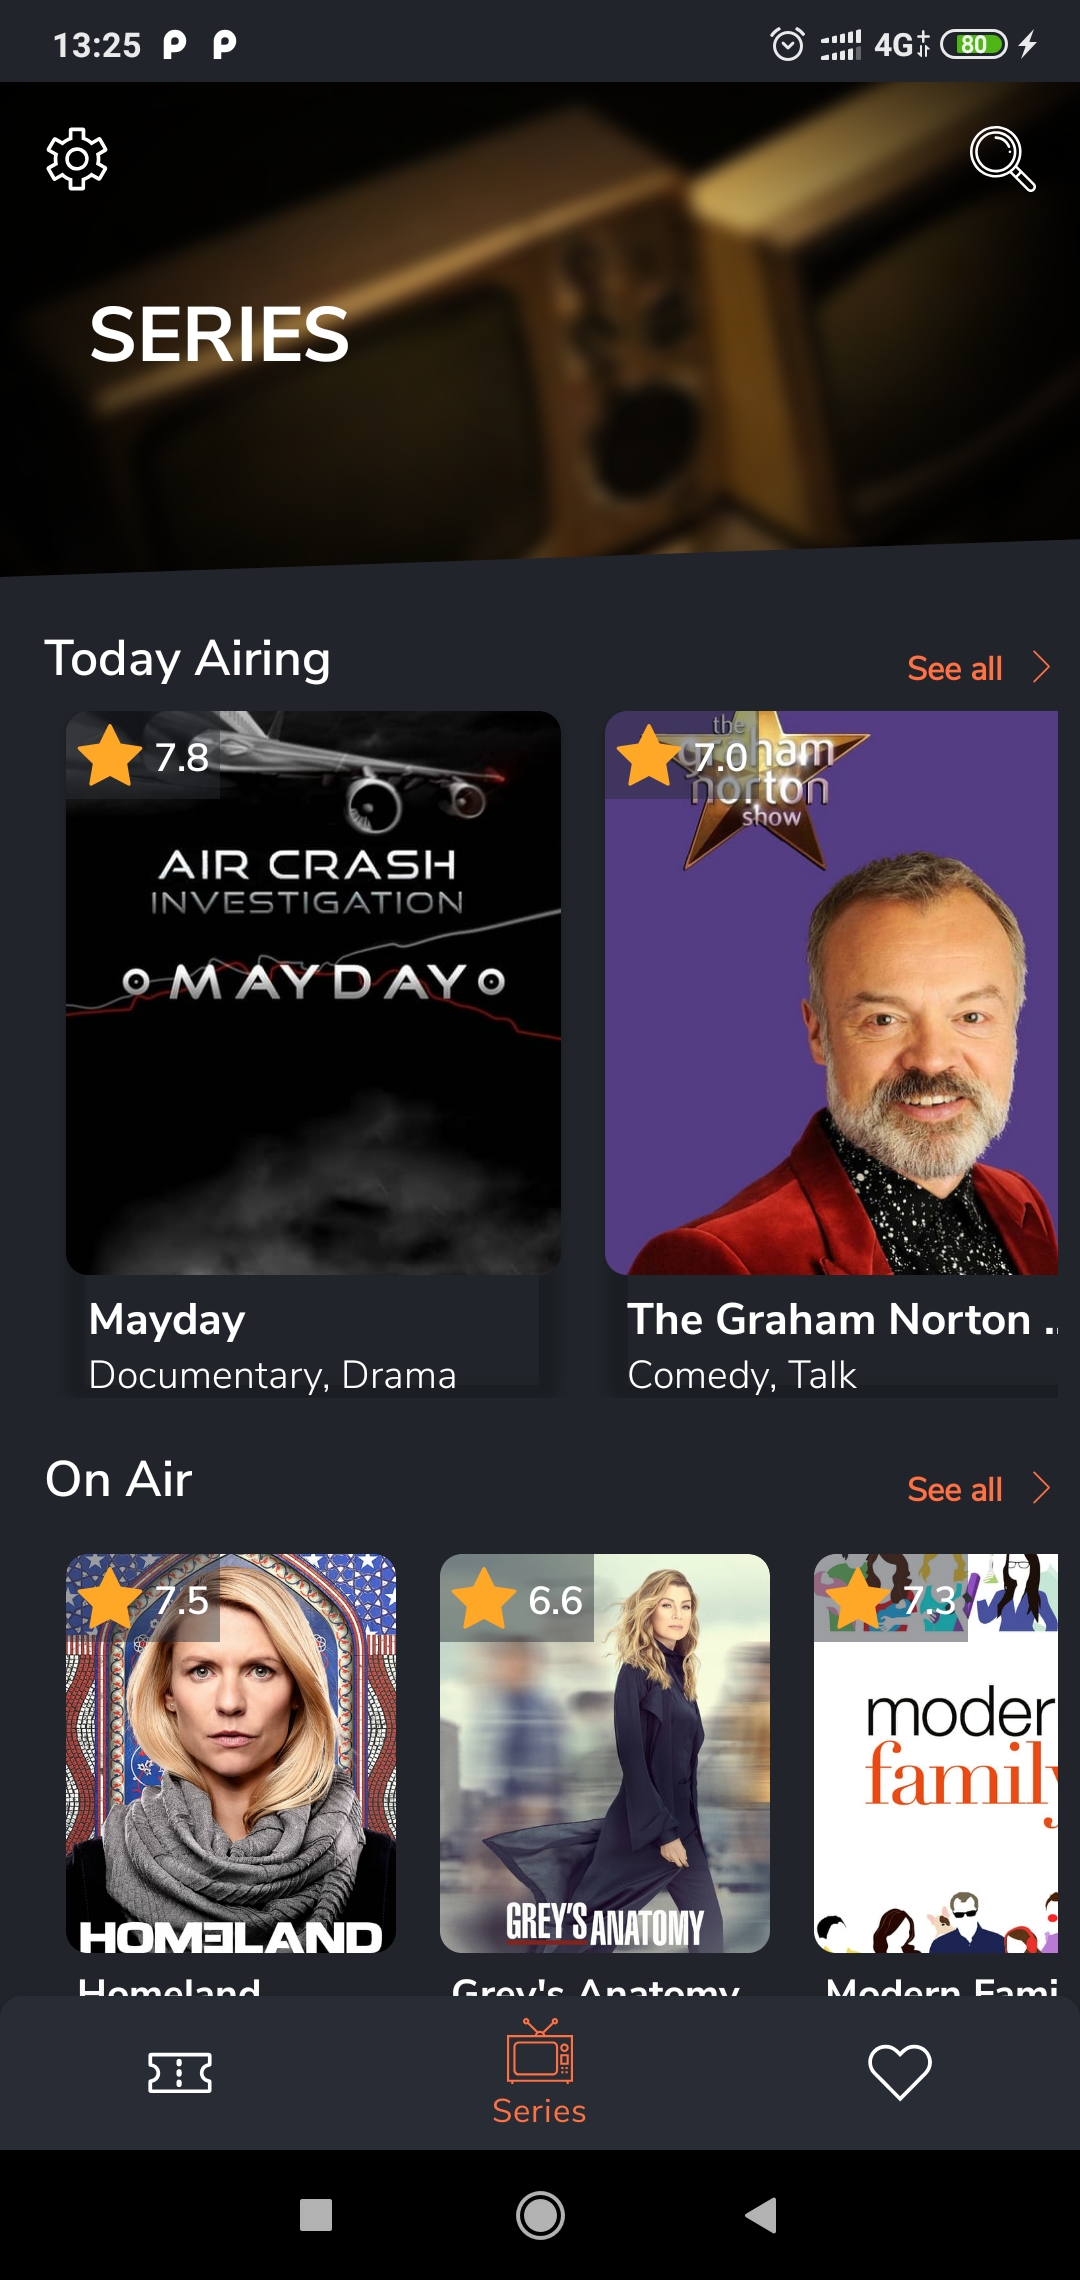 13:25
4G+
80
SERIES
Today Airing
See all
7.8
AIR CRASH
INVESTIGATION
MAYDAY
7.0
the
graham
norton
show
Mayday
Documentary, Drama
The Graham Norton ..
Comedy, Talk
On Air
See all
7.5
HOMELAND
6.6
GREY'S ANATOMY
7.3
moder
family
Homeland
Grey's Anatomy
Modern Fami
Series